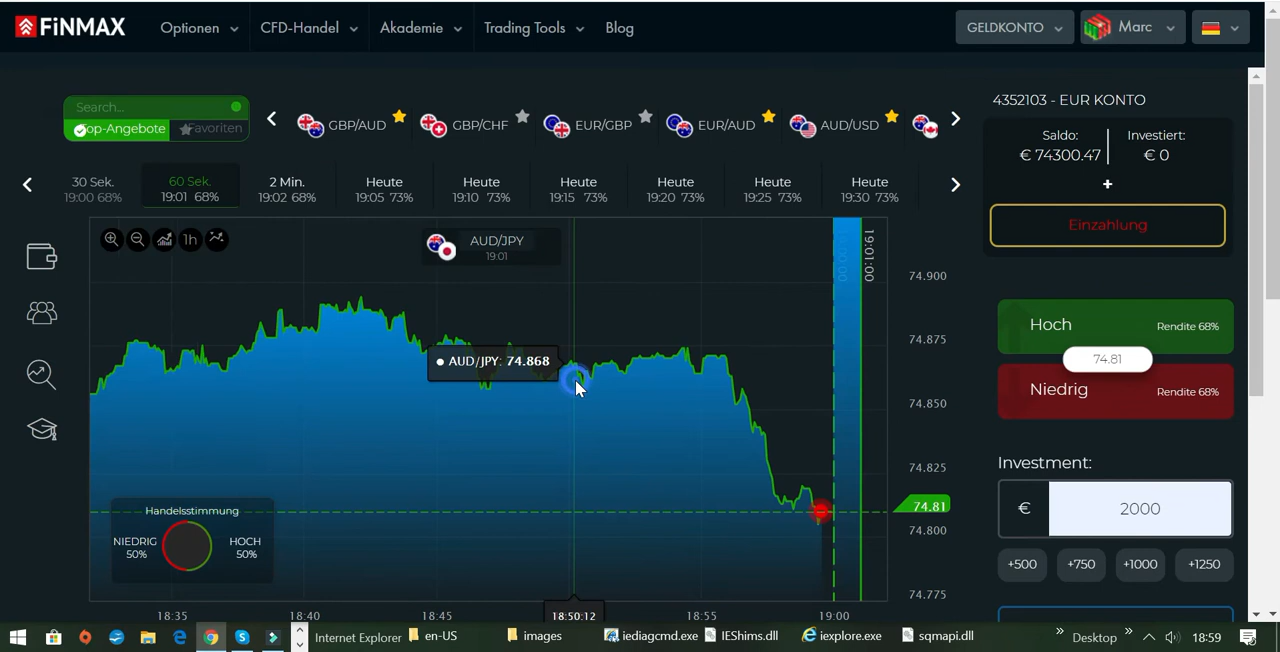 FiNMAX
Optionen
CFD-Handel
Akademie
Trading Tools
Blog
GELDKONTO
Marc
Search...
Top-Angebote
Favoriten
GBP/AUD
GBP/CHF
EUR/GBP
EUR/AUD
AUD/USD
4352103 - EUR KONTO
Saldo:
€ 74300.47
Investiert:
€ 0
+
Einzahlung
30 Sek.
19:00 68%
60 Sek.
19:01 68%
2 Min.
19:02 68%
Heute
19:05 73%
Heute
19:10 73%
Heute
19:15 73%
Heute
19:20 73%
Heute
19:25 73%
Heute
19:30 73%
1h
AUD/JPY
19:01
19:00:00
19:01:00
AUD/JPY: 74.868
74.900
74.875
74.850
74.825
74.81
74.800
74.775
Handelsstimmung
NIEDRIG
50%
HOCH
50%
18:35
18:40
18:45
18:50:12
18:55
19:00
Hoch
Rendite 68%
74.81
Niedrig
Rendite 68%
Investment:
€
2000
+500
+750
+1000
+1250
Internet Explorer
en-US
images
iediagcmd.exe
IEShims.dll
iexplore.exe
sqmapi.dll
Desktop
18:59